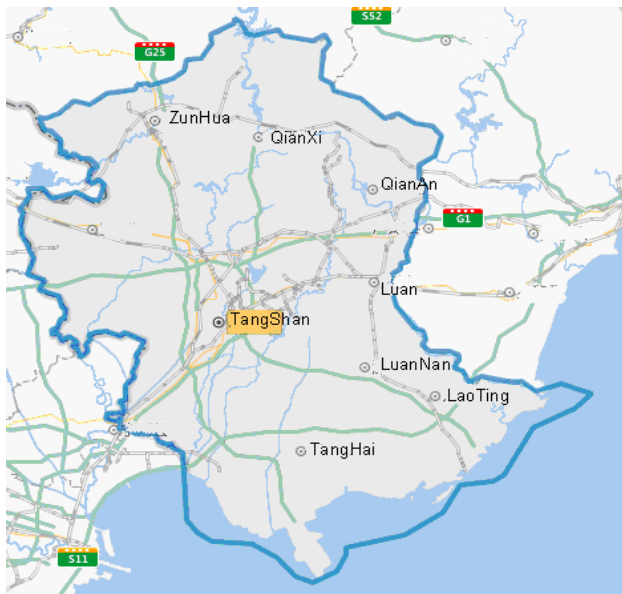 S52
G25
ZunHua
QianXi
QianAn
G1
Luan
TangShan
LuanNan
LaoTing
TangHai
S11